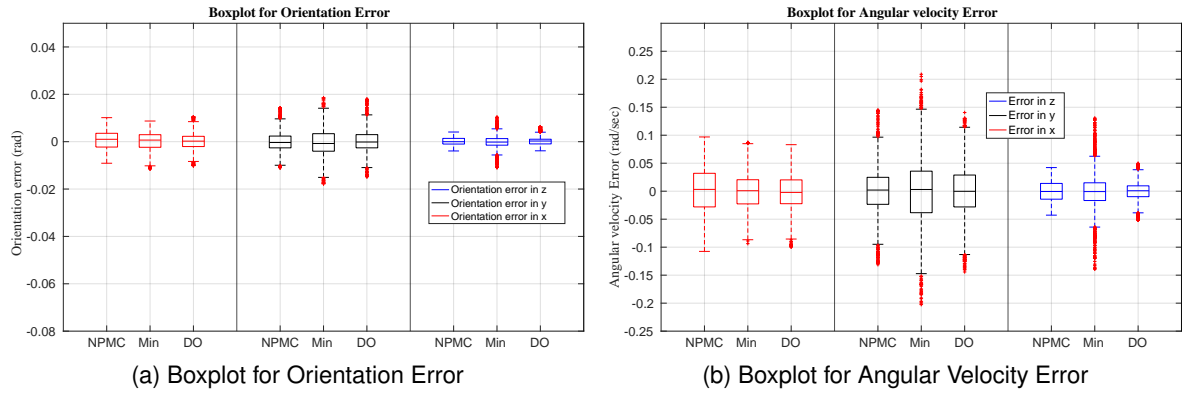 Boxplot for Orientation Error
0.04
0.02
0
-0.02
-0.04
-0.06
-0.08
Orientation error (rad)
Orientation error in z
Orientation error in y
Orientation error in x
NPMC Min DO NPMC Min DO NPMC Min DO
(a) Boxplot for Orientation Error
Boxplot for Angular velocity Error
0.25
0.2
0.15
0.1
0.05
0
-0.05
-0.1
-0.15
-0.2
-0.25
Angular velocity Error (rad/sec)
Error in z
Error in y
Error in x
NPMC Min DO NPMC Min DO NPMC Min DO
(b) Boxplot for Angular Velocity Error